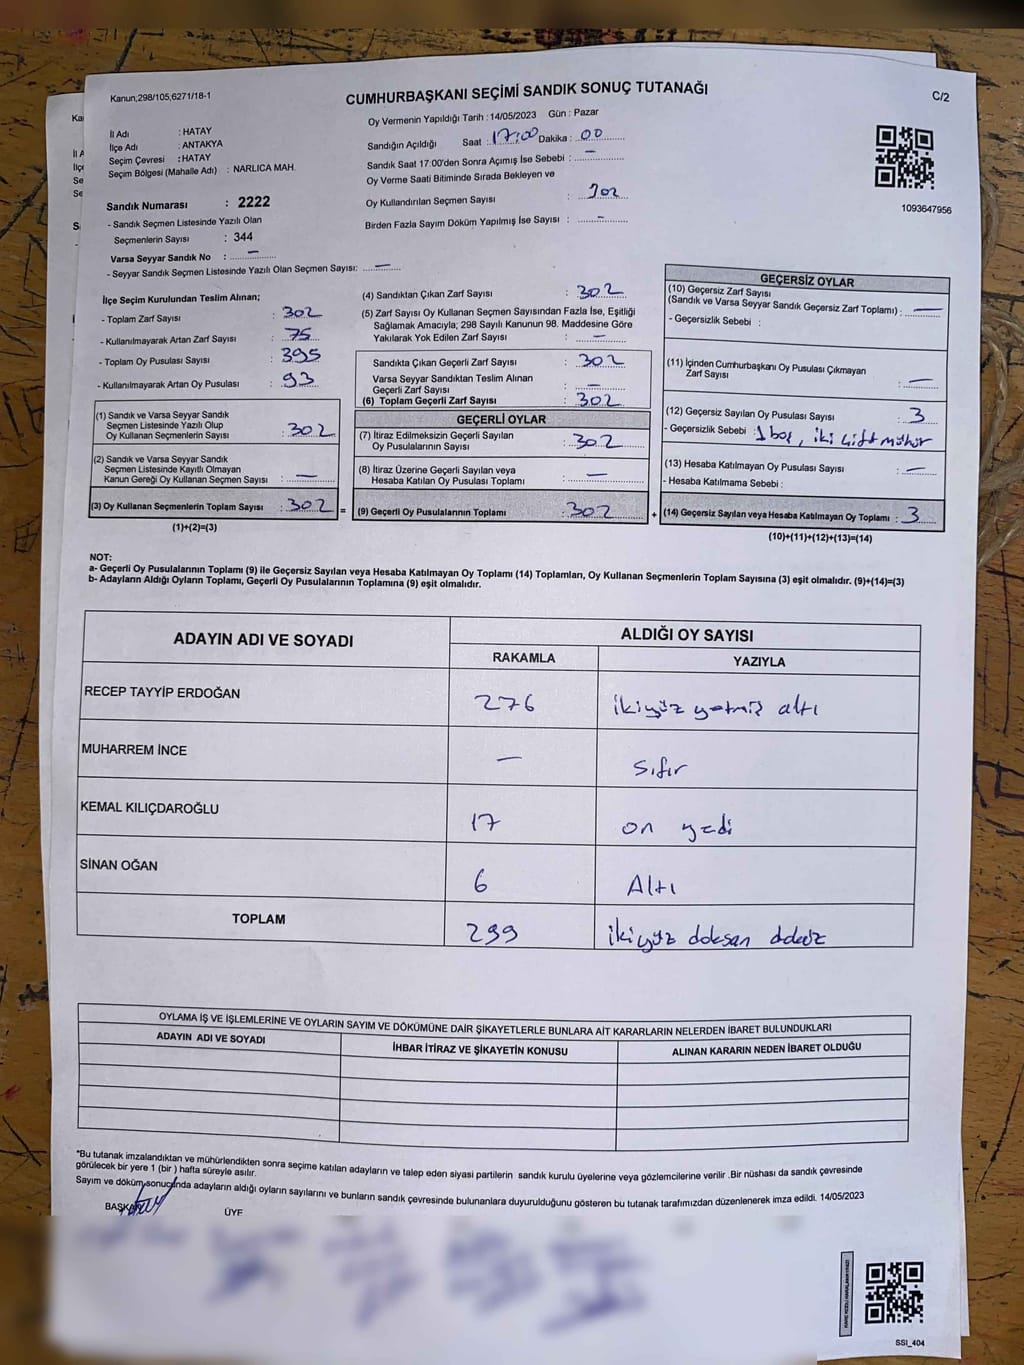 Kanun;298/105;6271/18-1
CUMHURBAŞKANI SEÇİMİ SANDIK SONUÇ TUTANAĞI
C/2
İl Adı : HATAY
İlçe Adı : ANTAKYA
Seçim Çevresi : HATAY
Seçim Bölgesi (Mahalle Adı) : NARLICA MAH.
Oy Vermenin Yapıldığı Tarih : 14/05/2023 Gün : Pazar
Sandığın Açıldığı Saat : 17:00 Dakika : 00
Sandık Saat 17:00'den Sonra Açımış İse Sebebi : —
Oy Verme Saati Bitiminde Sırada Bekleyen ve
Oy Kullandırılan Seçmen Sayısı : 302
Birden Fazla Sayım Döküm Yapılmış İse Sayısı : —
1093647956
Sandık Numarası : 2222
- Sandık Seçmen Listesinde Yazılı Olan
Seçmenlerin Sayısı : 344
Varsa Seyyar Sandık No : —
- Seyyar Sandık Seçmen Listesinde Yazılı Olan Seçmen Sayısı: —
İlçe Seçim Kurulundan Teslim Alınan;
- Toplam Zarf Sayısı : 302
- Kullanılmayarak Artan Zarf Sayısı : 75
- Toplam Oy Pusulası Sayısı : 395
- Kullanılmayarak Artan Oy Pusulası : 93
(1) Sandık ve Varsa Seyyar Sandık
Seçmen Listesinde Yazılı Olup
Oy Kullanan Seçmenlerin Sayısı : 302
(2) Sandık ve Varsa Seyyar Sandık
Seçmen Listesinde Kayıtlı Olmayan
Kanun Gereği Oy Kullanan Seçmen Sayısı : —
(3) Oy Kullanan Seçmenlerin Toplam Sayısı : 302 =
(1)+(2)=(3)
(4) Sandıktan Çıkan Zarf Sayısı : 302
(5) Zarf Sayısı Oy Kullanan Seçmen Sayısından Fazla İse, Eşitliği
Sağlamak Amacıyla; 298 Sayılı Kanunun 98. Maddesine Göre
Yakılarak Yok Edilen Zarf Sayısı : —
Sandıkta Çıkan Geçerli Zarf Sayısı : 302
Varsa Seyyar Sandıktan Teslim Alınan
Geçerli Zarf Sayısı : —
(6) Toplam Geçerli Zarf Sayısı : 302
GEÇERLİ OYLAR
(7) İtiraz Edilmeksizin Geçerli Sayılan
Oy Pusulalarının Sayısı : 302
(8) İtiraz Üzerine Geçerli Sayılan veya
Hesaba Katılan Oy Pusulası Toplamı : —
(9) Geçerli Oy Pusulalarının Toplamı : 302 +
GEÇERSİZ OYLAR
(10) Geçersiz Zarf Sayısı
(Sandık ve Varsa Seyyar Sandık Geçersiz Zarf Toplamı) : —
- Geçersizlik Sebebi :
(11) İçinden Cumhurbaşkanı Oy Pusulası Çıkmayan
Zarf Sayısı : —
(12) Geçersiz Sayılan Oy Pusulası Sayısı : 3
- Geçersizlik Sebebi : 1 boş, iki çift mühür
(13) Hesaba Katılmayan Oy Pusulası Sayısı : —
- Hesaba Katılmama Sebebi :
(14) Geçersiz Sayılan veya Hesaba Katılmayan Oy Toplamı : 3
(10)+(11)+(12)+(13)=(14)
NOT:
a- Geçerli Oy Pusulalarının Toplamı (9) ile Geçersiz Sayılan veya Hesaba Katılmayan Oy Toplamı (14) Toplamları, Oy Kullanan Seçmenlerin Toplam Sayısına (3) eşit olmalıdır. (9)+(14)=(3)
b- Adayların Aldığı Oyların Toplamı, Geçerli Oy Pusulalarının Toplamına (9) eşit olmalıdır.
ADAYIN ADI VE SOYADI ALDIĞI OY SAYISI
RAKAMLA YAZIYLA
RECEP TAYYİP ERDOĞAN 276 ikiyüz yetmiş altı
MUHARREM İNCE — sıfır
KEMAL KILIÇDAROĞLU 17 on yedi
SİNAN OĞAN 6 Altı
TOPLAM 299 ikiyüz doksan dokuz
OYLAMA İŞ VE İŞLEMLERİNE VE OYLARIN SAYIM VE DÖKÜMÜNE DAİR ŞİKAYETLERLE BUNLARA AİT KARARLARIN NELERDEN İBARET BULUNDUKLARI
ADAYIN ADI VE SOYADI İHBAR İTİRAZ VE ŞİKAYETİN KONUSU ALINAN KARARIN NEDEN İBARET OLDUĞU
*Bu tutanak imzalandıktan ve mühürlendikten sonra seçime katılan adayların ve talep eden siyasi partilerin sandık kurulu üyelerine veya gözlemcilerine verilir .Bir nüshası da sandık çevresinde
görülecek bir yere 1 (bir ) hafta süreyle asılır.
Sayım ve döküm sonucunda adayların aldığı oyların sayılarını ve bunların sandık çevresinde bulunanlara duyurulduğunu gösteren bu tutanak tarafımızdan düzenlenerek imza edildi. 14/05/2023
BAŞKAN ÜYE
SSI_404